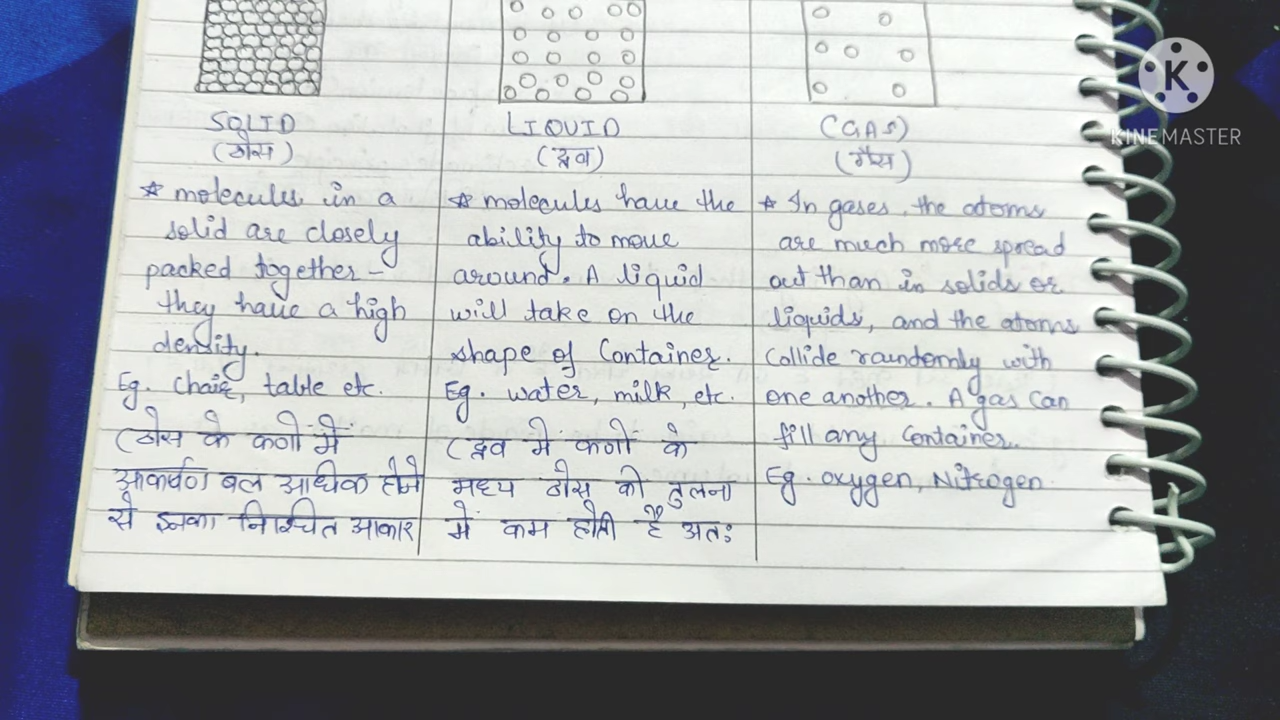 SOLID
(ठोस)
* molecules in a
solid are closely
packed together -
they have a high
density.
Eg. Chair, table etc.
(ठोस के कणों में
आकर्षण बल अधिक होने
से इनका निश्चित आकार
LIQUID
(द्रव)
* molecules have the
ability to move
around. A liquid
will take on the
shape of Container.
Eg. water, milk, etc.
(द्रव में कणों के
मध्य ठोस की तुलना
में कम होती है अतः
(GAS)
(गैस)
* In gases, the atoms
are much more spread
out than in solids or
liquids, and the atoms
Collide randomly with
one another. A gas Can
fill any Container.
Eg. oxygen, Nitrogen
K
KINEMASTER